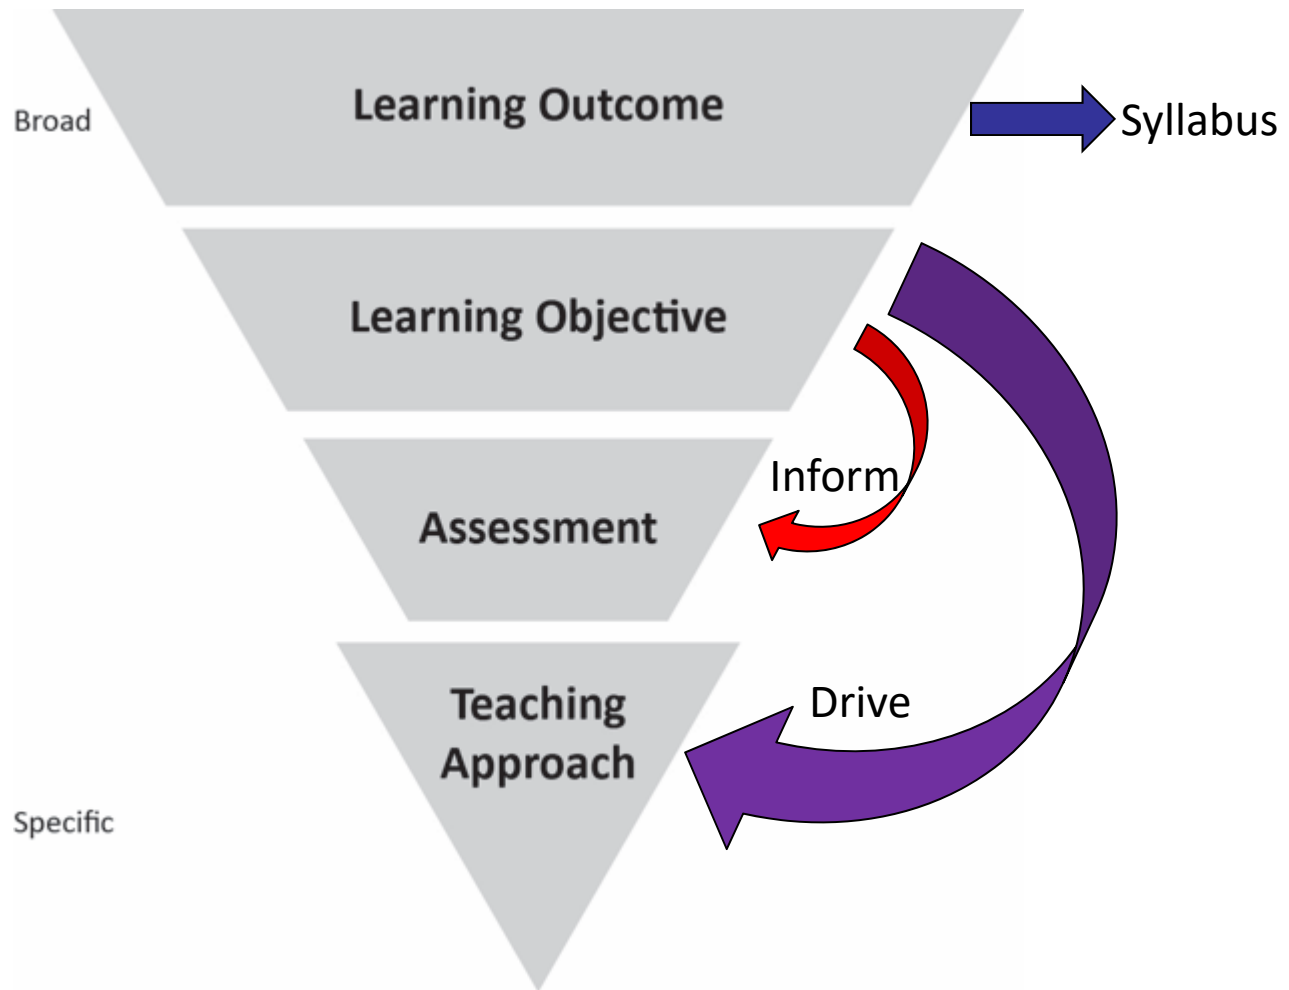 Learning Outcome
Broad
Syllabus
Learning Objective
Inform
Assessment
Drive
Teaching
Approach
Specific